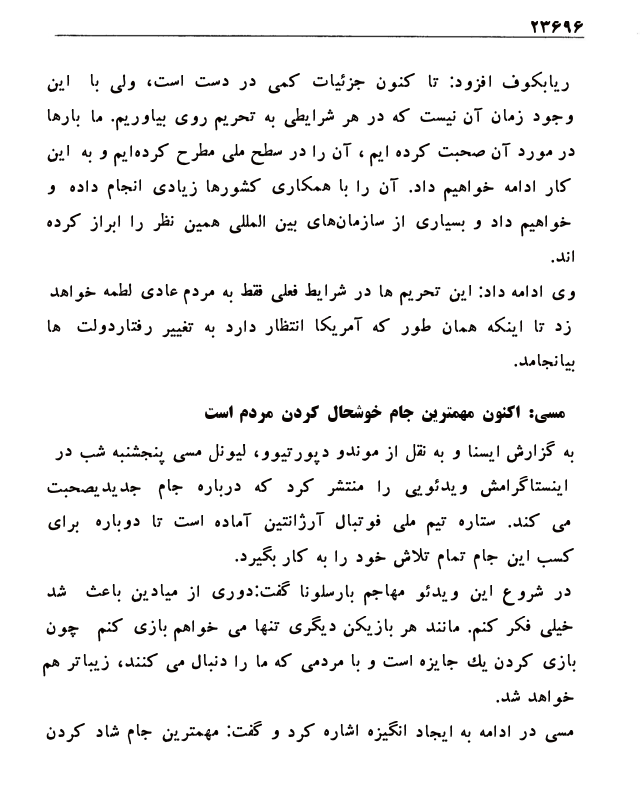 ۲۳۶۹۶
ریابکوف افزود: تا کنون جزئیات کمی در دست است، ولی با این
وجود زمان آن نیست که در هر شرایطی به تحریم روی بیاوریم. ما بارها
در مورد آن صحبت کرده ایم، آن را در سطح ملی مطرح کرده‌ایم و به این
کار ادامه خواهیم داد. آن را با همکاری کشورها زیادی انجام داده و
خواهیم داد و بسیاری از سازمان‌های بین المللی همین نظر را ابراز کرده
اند.
وی ادامه داد: این تحریم ها در شرایط فعلی فقط به مردم عادی لطمه خواهد
زد تا اینکه همان طور که آمریکا انتظار دارد به تغییر رفتاردولت ها
بیانجامد.
مسی: اکنون مهمترین جام خوشحال کردن مردم است
به گزارش ایسنا و به نقل از موندو دپورتیوو، لیونل مسی پنجشنبه شب در
اینستاگرامش ویدئویی را منتشر کرد که درباره جام جدیدیصحبت
می کند. ستاره تیم ملی فوتبال آرژانتین آماده است تا دوباره برای
کسب این جام تمام تلاش خود را به کار بگیرد.
در شروع این ویدئو مهاجم بارسلونا گفت:دوری از میادین باعث شد
خیلی فکر کنم. مانند هر بازیکن دیگری تنها می خواهم بازی کنم چون
بازی کردن یك جایزه است و با مردمی که ما را دنبال می کنند، زیباتر هم
خواهد شد.
مسی در ادامه به ایجاد انگیزه اشاره کرد و گفت: مهمترین جام شاد کردن